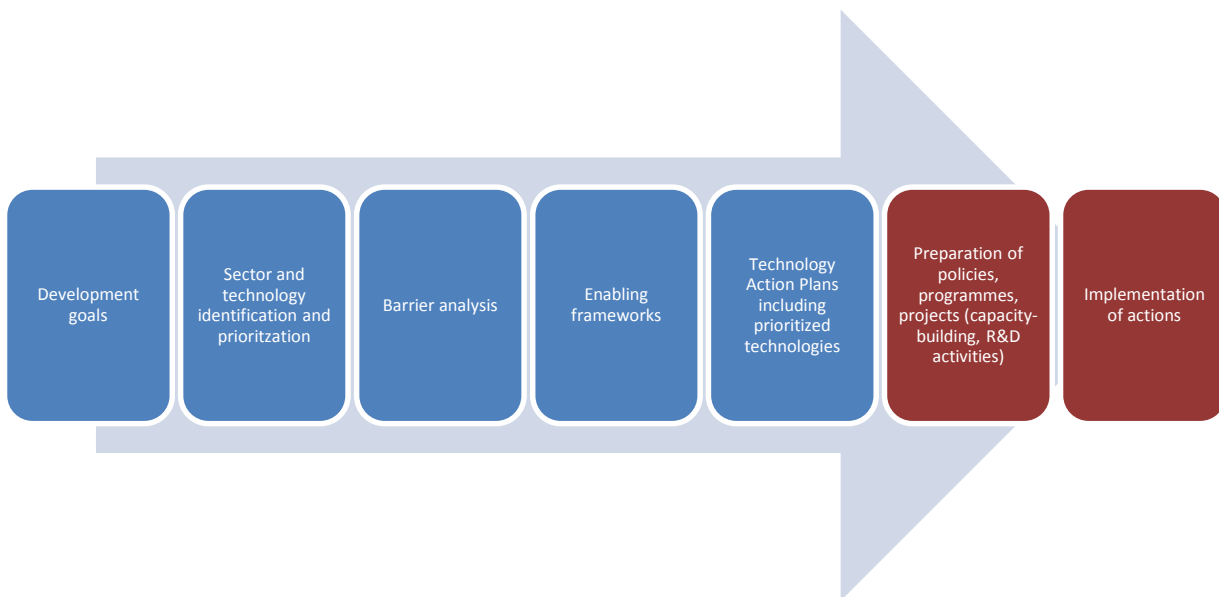 Development
goals
Sector and
technology
identification and
prioritzation
Barrier analysis
Enabling
frameworks
Technology
Action Plans
including
prioritized
technologies
Preparation of
policies,
programmes,
projects (capacity-
building, R&D
activities)
Implementation
of actions